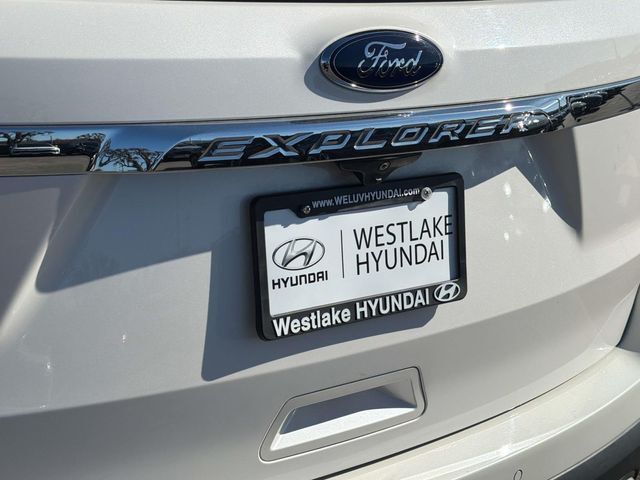 Ford
EXPLORER
www.WELUVHYUNDAI.com
HYUNDAI
WESTLAKE
HYUNDAI
Westlake HYUNDAI